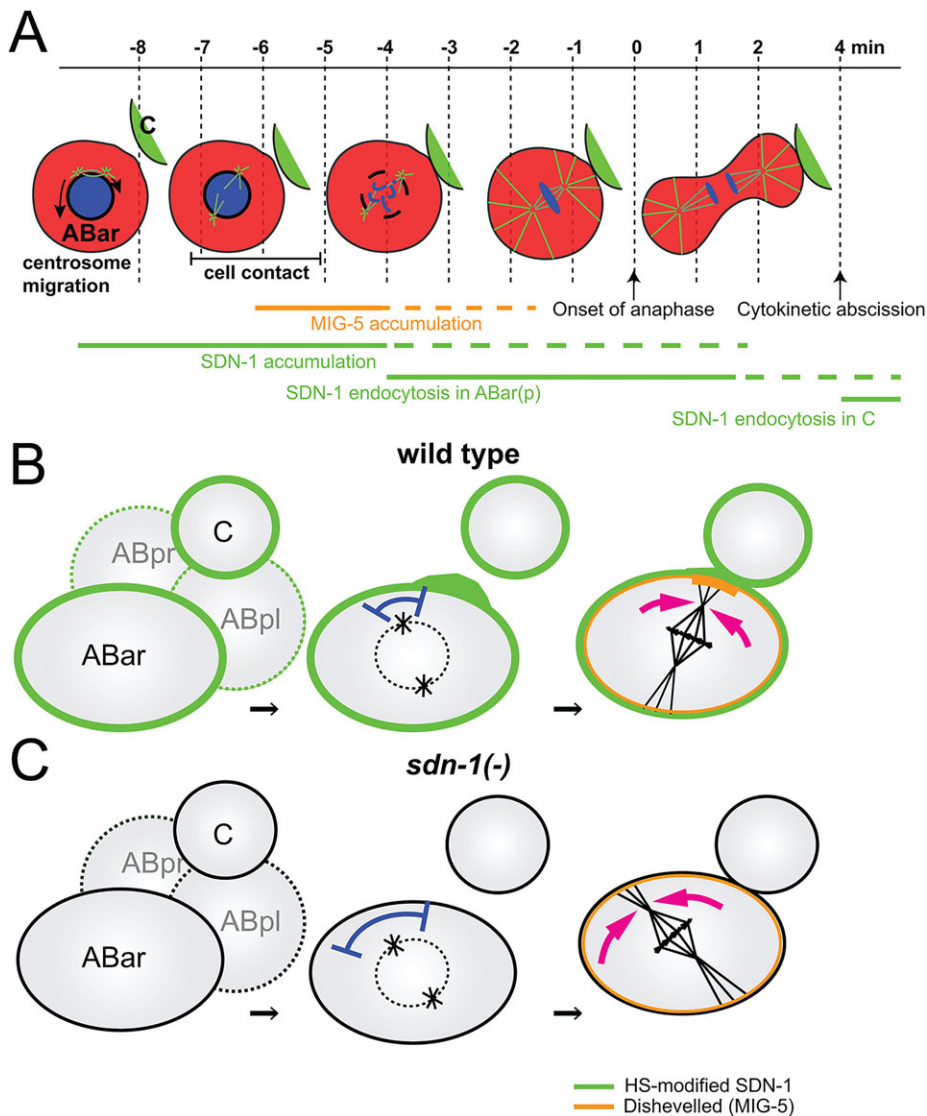 A
-8 -7 -6 -5 -4 -3 -2 -1 0 1 2 4 min
C
ABar
centrosome
migration
cell contact
Onset of anaphase
Cytokinetic abscission
MIG-5 accumulation
SDN-1 accumulation
SDN-1 endocytosis in ABar(p)
SDN-1 endocytosis in C
B
wild type
C
ABpr
ABpl
ABar
C
sdn-1(-)
C
ABpr
ABpl
ABar
HS-modified SDN-1
Dishevelled (MIG-5)